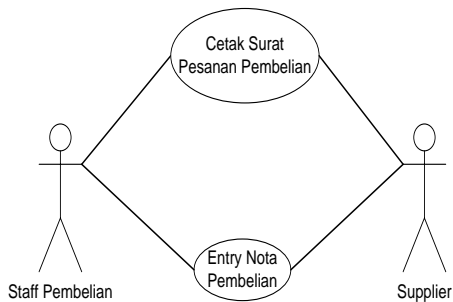 Cetak Surat
Pesanan Pembelian
Entry Nota
Pembelian
Staff Pembelian
Supplier